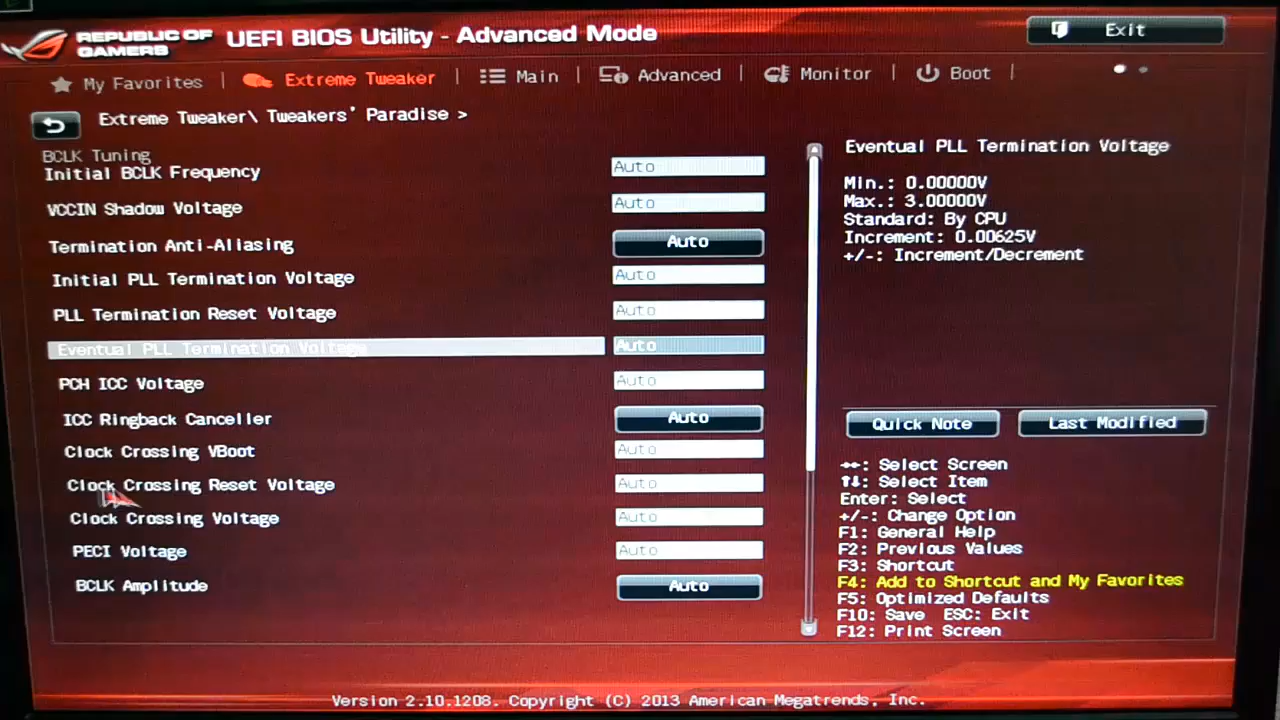 REPUBLIC OF GAMERS UEFI BIOS Utility - Advanced Mode
Exit
My Favorites | Extreme Tweaker | Main | Advanced | Monitor | Boot |
Extreme Tweaker\ Tweakers' Paradise >
BCLK Tuning
Initial BCLK Frequency Auto
VCCIN Shadow Voltage Auto
Termination Anti-Aliasing Auto
Initial PLL Termination Voltage Auto
PLL Termination Reset Voltage Auto
Eventual PLL Termination Voltage Auto
PCH ICC Voltage Auto
ICC Ringback Canceller Auto
Clock Crossing VBoot Auto
Clock Crossing Reset Voltage Auto
Clock Crossing Voltage Auto
PECI Voltage Auto
BCLK Amplitude Auto
Eventual PLL Termination Voltage
Min.: 0.00000V
Max.: 3.00000V
Standard: By CPU
Increment: 0.00625V
+/-: Increment/Decrement
Quick Note
Last Modified
→←: Select Screen
↑↓: Select Item
Enter: Select
+/-: Change Option
F1: General Help
F2: Previous Values
F3: Shortcut
F4: Add to Shortcut and My Favorites
F5: Optimized Defaults
F10: Save ESC: Exit
F12: Print Screen
Version 2.10.1208. Copyright (C) 2013 American Megatrends, Inc.